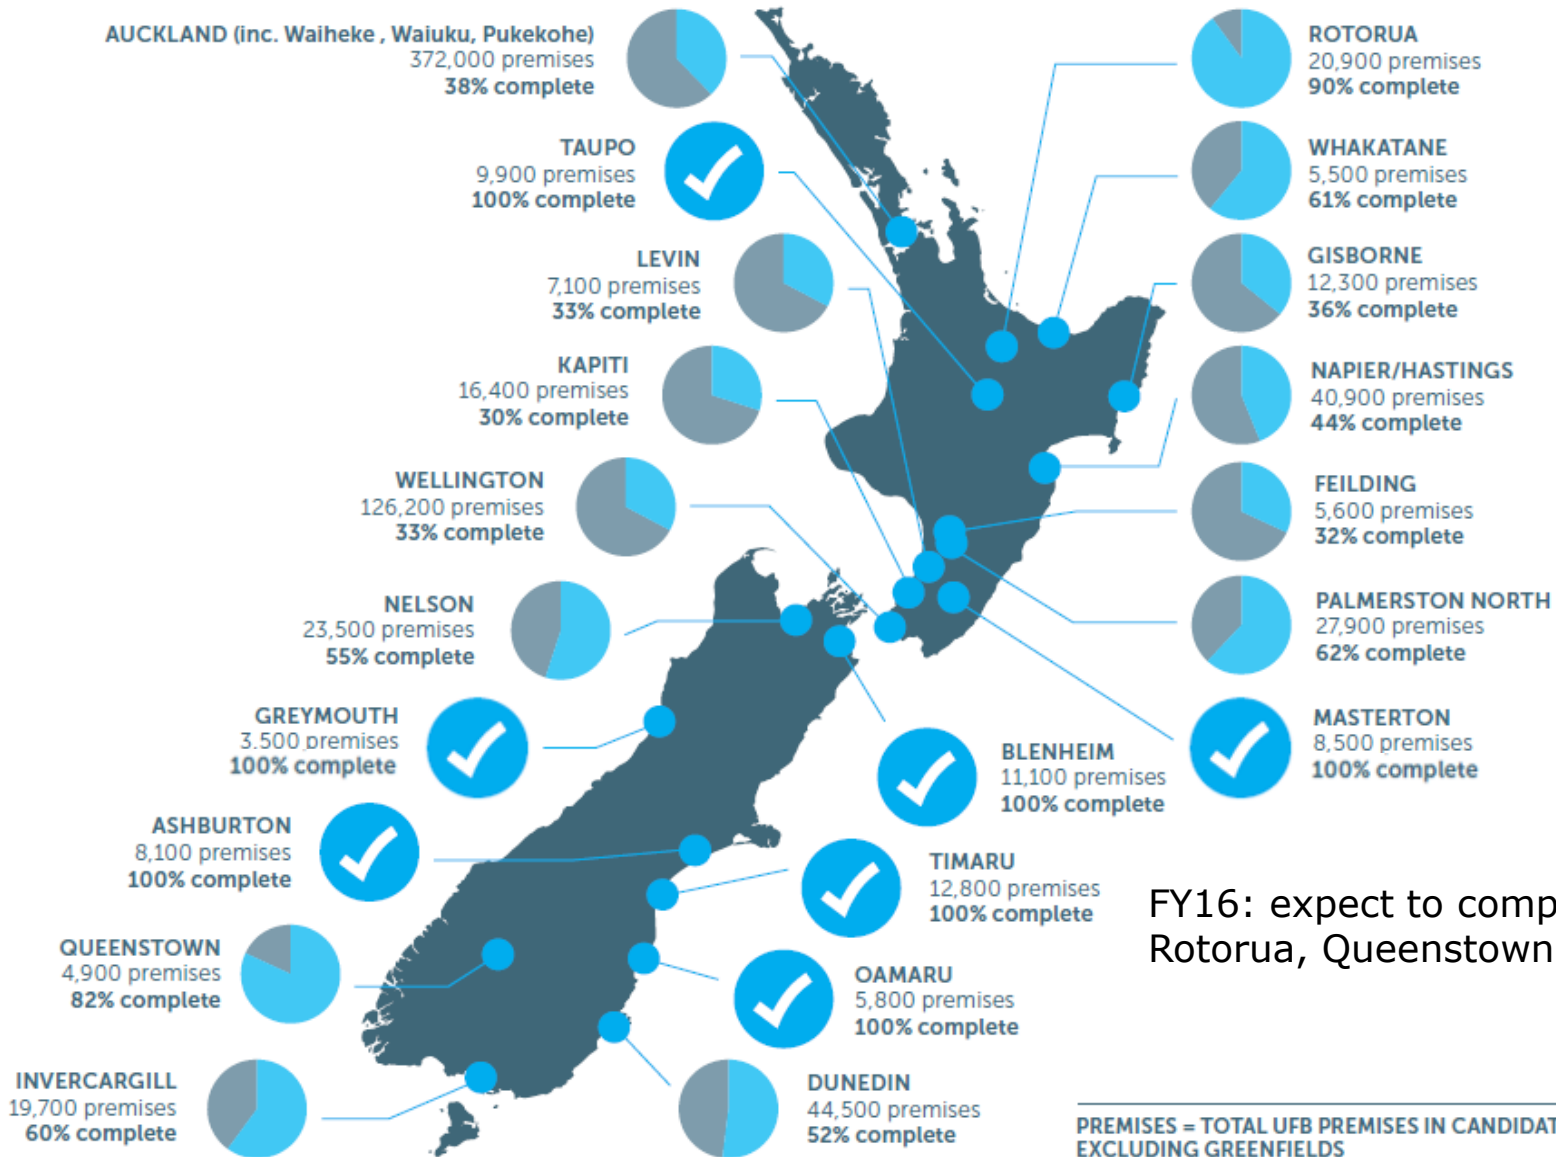 AUCKLAND (inc. Waiheke , Waiuku, Pukekohe)
372,000 premises
38% complete
TAUPO
9,900 premises
100% complete
LEVIN
7,100 premises
33% complete
KAPITI
16,400 premises
30% complete
WELLINGTON
126,200 premises
33% complete
NELSON
23,500 premises
55% complete
GREYMOUTH
3,500 premises
100% complete
ASHBURTON
8,100 premises
100% complete
QUEENSTOWN
4,900 premises
82% complete
INVERCARGILL
19,700 premises
60% complete
ROTORUA
20,900 premises
90% complete
WHAKATANE
5,500 premises
61% complete
GISBORNE
12,300 premises
36% complete
NAPIER/HASTINGS
40,900 premises
44% complete
FEILDING
5,600 premises
32% complete
PALMERSTON NORTH
27,900 premises
62% complete
MASTERTON
8,500 premises
100% complete
BLENHEIM
11,100 premises
100% complete
TIMARU
12,800 premises
100% complete
OAMARU
5,800 premises
100% complete
DUNEDIN
44,500 premises
52% complete
FY16: expect to comp
Rotorua, Queenstown
PREMISES = TOTAL UFB PREMISES IN CANDIDAT
EXCLUDING GREENFIELDS